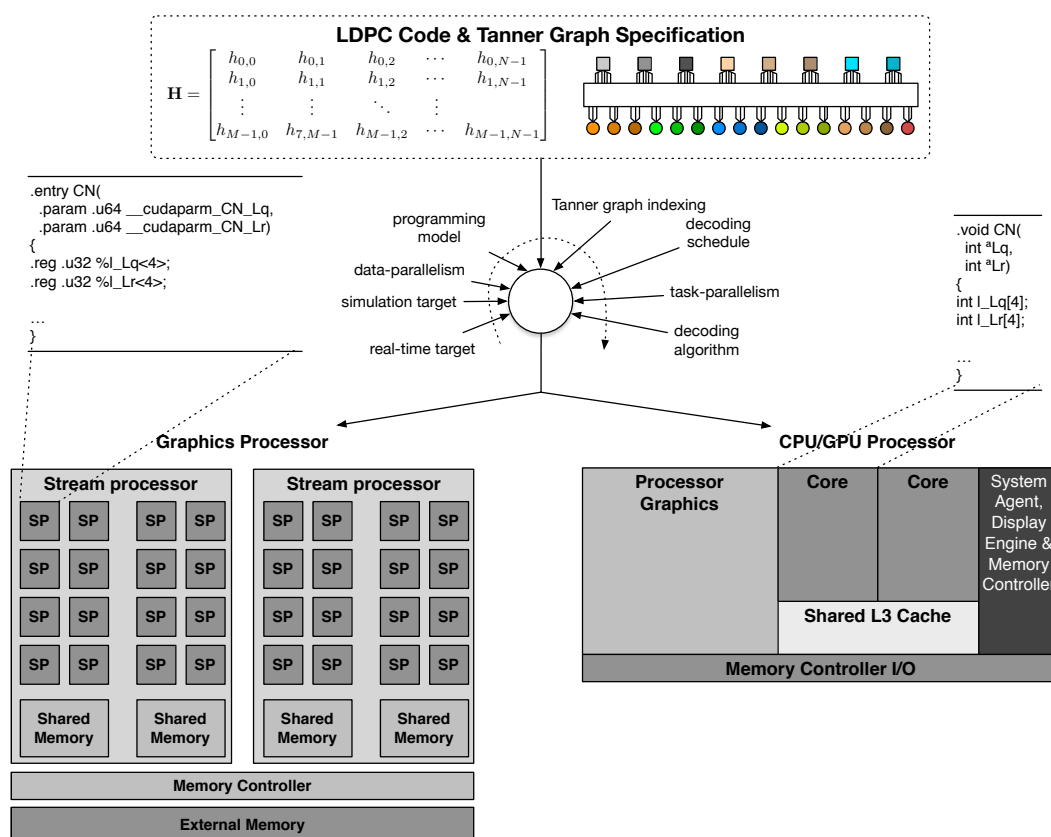 LDPC Code & Tanner Graph Specification
H =
h0,0 h0,1 h0,2 ⋯ h0,N−1
h1,0 h1,1 h1,2 ⋯ h1,N−1
⋮ ⋮ ⋱ ⋮
hM−1,0 h7,M−1 hM−1,2 ⋯ hM−1,N−1
.entry CN(
.param .u64 __cudaparm_CN_Lq,
.param .u64 __cudaparm_CN_Lr)
{
.reg .u32 %l_Lq<4>;
.reg .u32 %l_Lr<4>;
...
}
programming
model
data-parallelism
simulation target
real-time target
Tanner graph indexing
decoding
schedule
task-parallelism
decoding
algorithm
.void CN(
int ªLq,
int ªLr)
{
int l_Lq[4];
int l_Lr[4];
...
}
Graphics Processor
Stream processor Stream processor
SP SP SP SP SP SP SP SP
SP SP SP SP SP SP SP SP
SP SP SP SP SP SP SP SP
SP SP SP SP SP SP SP SP
Shared Shared Shared Shared
Memory Memory Memory Memory
Memory Controller
External Memory
CPU/GPU Processor
Processor
Graphics
Core Core
System
Agent,
Display
Engine &
Memory
Controller
Shared L3 Cache
Memory Controller I/O